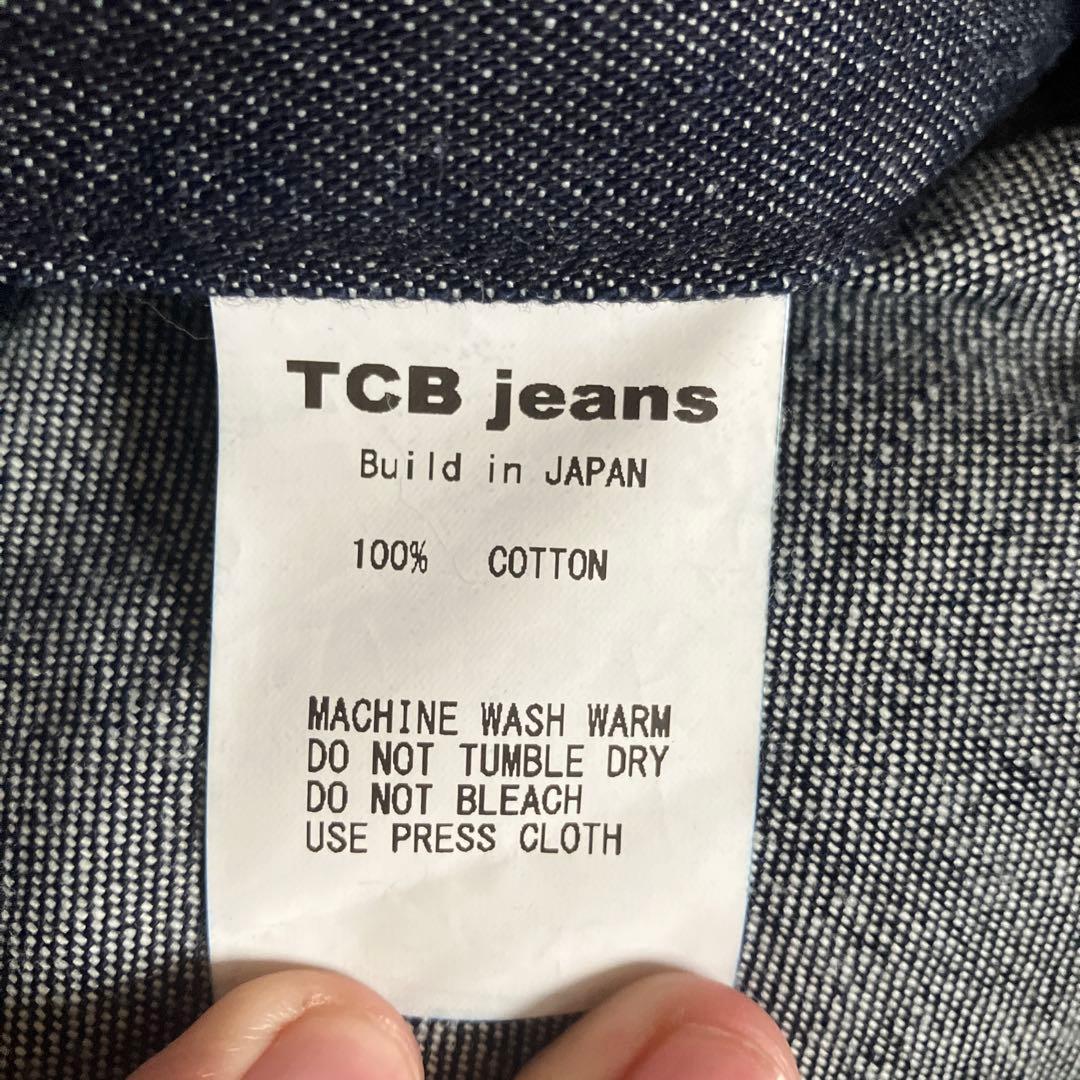 TCB jeans
Build in JAPAN
100% COTTON
MACHINE WASH WARM
DO NOT TUMBLE DRY
DO NOT BLEACH
USE PRESS CLOTH